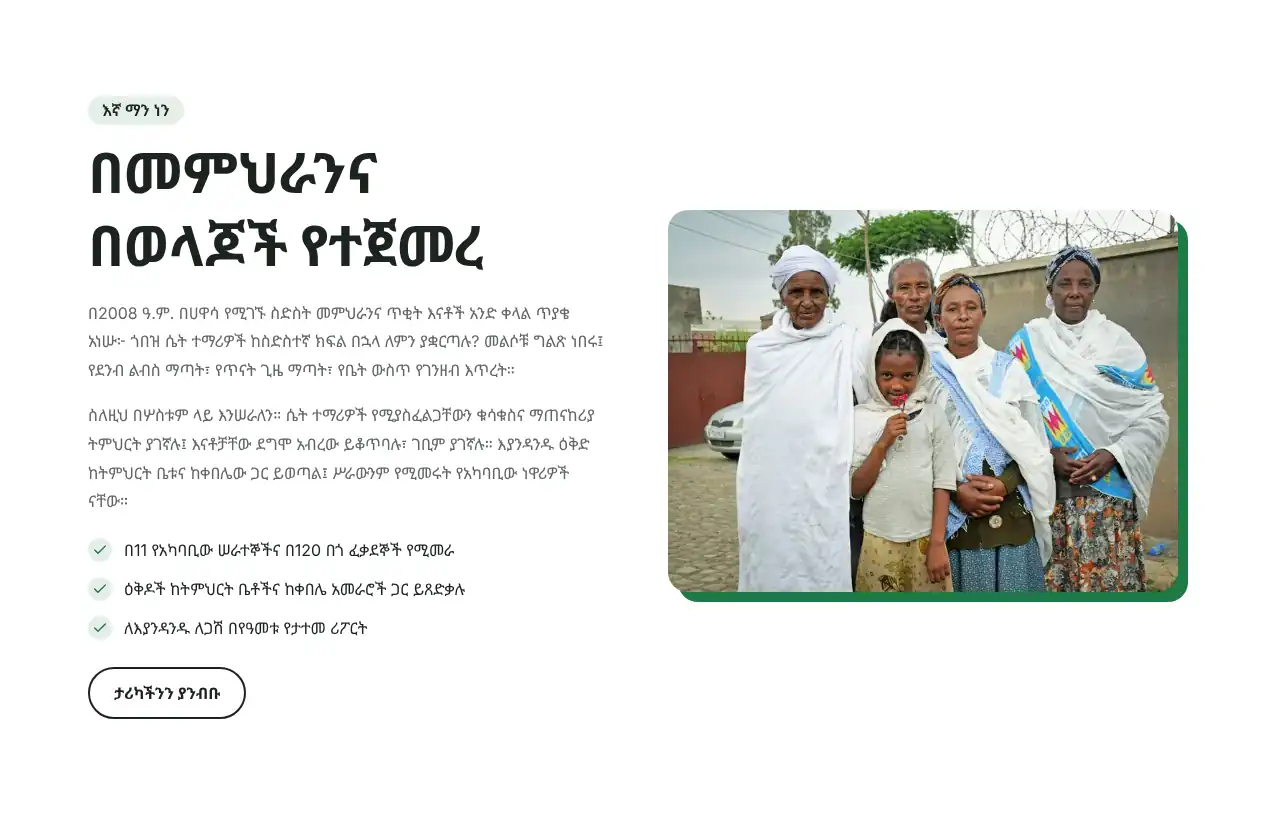 እኛ ማን ነን
በመምህራንና
በወላጆች የተጀመረ
በ2008 ዓ.ም. በሀዋሳ የሚገኙ ስድስት መምህራንና ጥቂት እናቶች አንድ ቀላል ጥያቄ
አነሡ፦ ጎበዝ ሴት ተማሪዎች ከስድስተኛ ክፍል በኋላ ለምን ያቋርጣሉ? መልሶቹ ግልጽ ነበሩ፤
የደንብ ልብስ ማጣት፣ የጥናት ጊዜ ማጣት፣ የቤት ውስጥ የገንዘብ እጥረት።
ስለዚህ በሦስቱም ላይ እንሠራለን። ሴት ተማሪዎች የሚያስፈልጋቸውን ቁሳቁስና ማጠናከሪያ
ትምህርት ያገኛሉ፤ እናቶቻቸው ደግሞ አብረው ይቆጥባሉ፣ ገቢም ያገኛሉ። እያንዳንዱ ዕቅድ
ከትምህርት ቤቱና ከቀበሌው ጋር ይወጣል፤ ሥራውንም የሚመሩት የአካባቢው ነዋሪዎች
ናቸው።
በ11 የአካባቢው ሠራተኞችና በ120 በጎ ፈቃደኞች የሚመራ
ዕቅዶች ከትምህርት ቤቶችና ከቀበሌ አመራሮች ጋር ይጸድቃሉ
ለእያንዳንዱ ለጋሽ በየዓመቱ የታተመ ሪፖርት
ታሪካችንን ያንብቡ